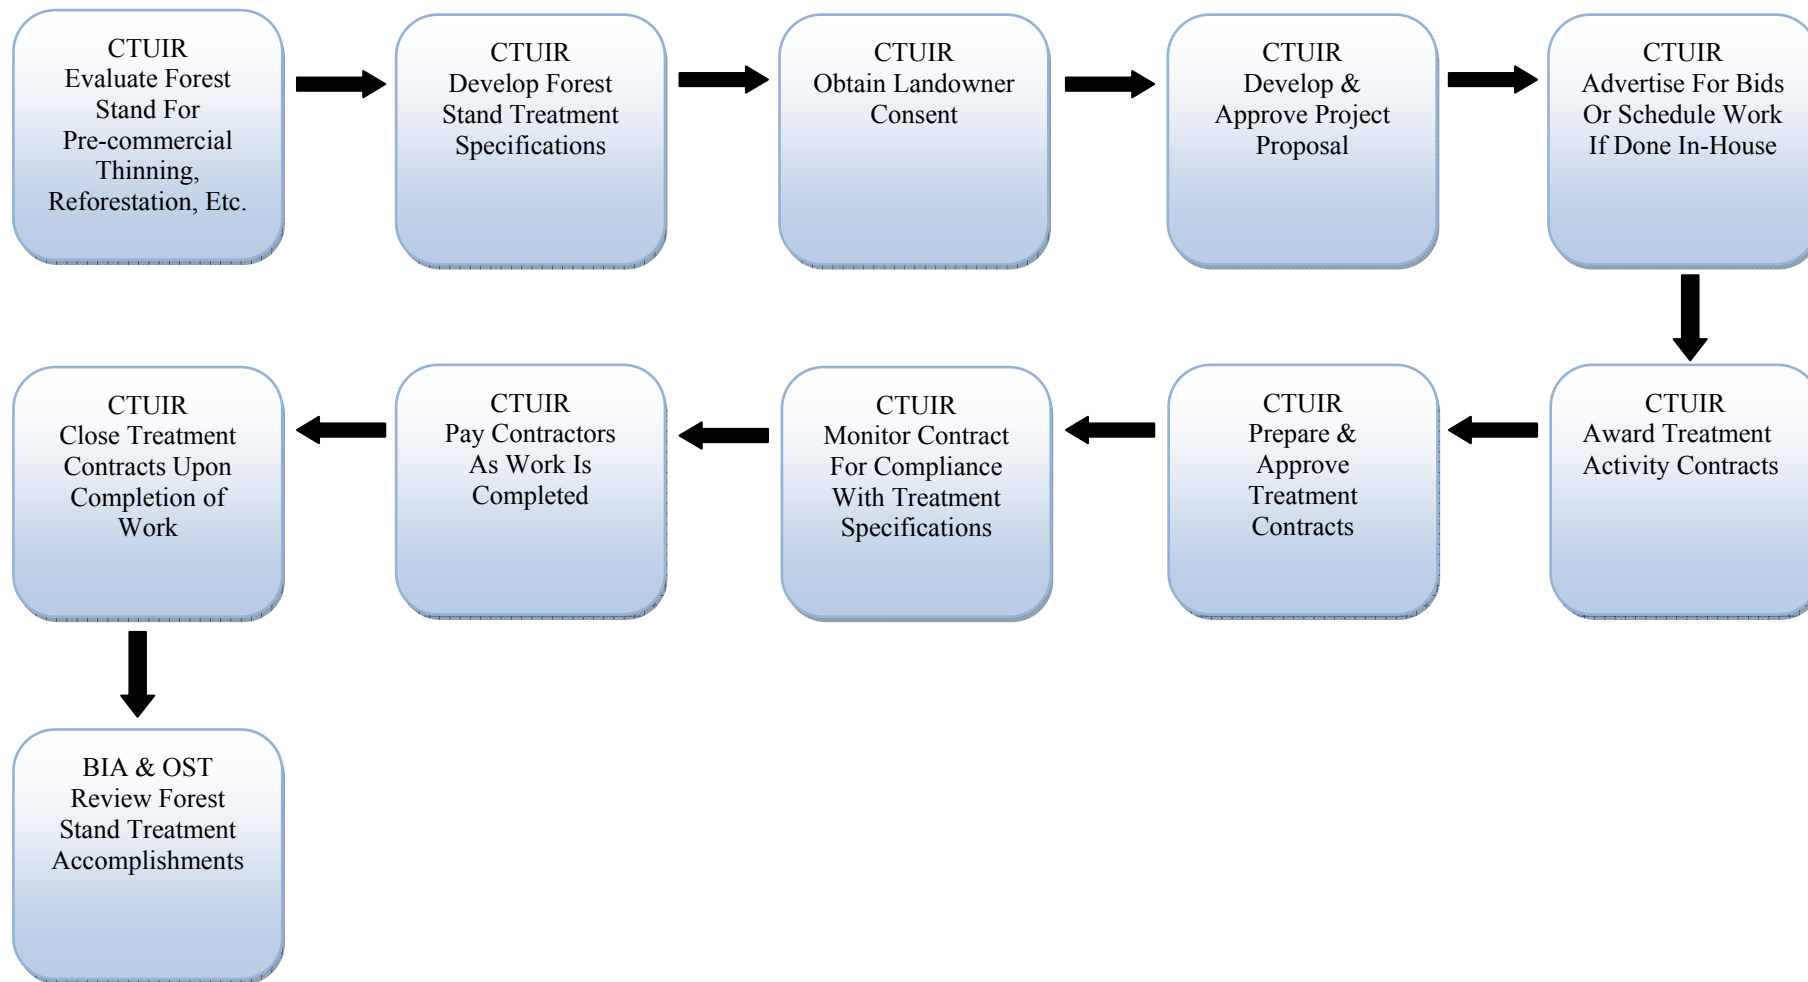 CTUIR
Evaluate Forest
Stand For
Pre-commercial
Thinning,
Reforestation, Etc.
CTUIR
Develop Forest
Stand Treatment
Specifications
CTUIR
Obtain Landowner
Consent
CTUIR
Develop &
Approve Project
Proposal
CTUIR
Advertise For Bids
Or Schedule Work
If Done In-House
CTUIR
Award Treatment
Activity Contracts
CTUIR
Prepare &
Approve
Treatment
Contracts
CTUIR
Monitor Contract
For Compliance
With Treatment
Specifications
CTUIR
Pay Contractors
As Work Is
Completed
CTUIR
Close Treatment
Contracts Upon
Completion of
Work
BIA & OST
Review Forest
Stand Treatment
Accomplishments